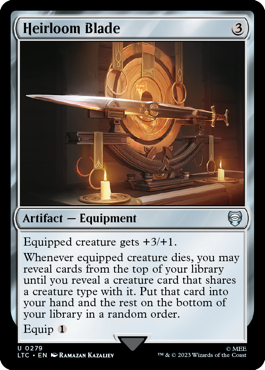 Heirloom Blade 3
Artifact — Equipment
Equipped creature gets +3/+1.
Whenever equipped creature dies, you may
reveal cards from the top of your library
until you reveal a creature card that shares
a creature type with it. Put that card into
your hand and the rest on the bottom of
your library in a random order.
Equip 1
U 0279 © MEE
LTC • EN Ramazan Kazaliev ™ & © 2023 Wizards of the Coast